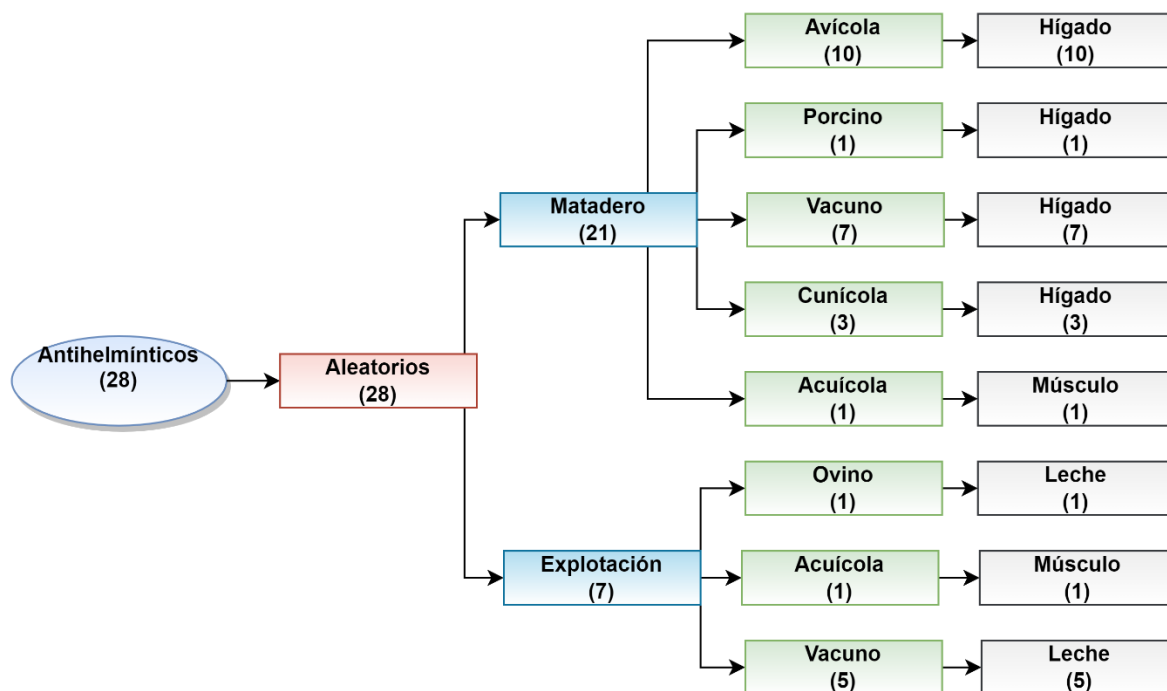 Antihelmínticos
(28)
Aleatorios
(28)
Matadero
(21)
Avícola
(10)
Hígado
(10)
Porcino
(1)
Hígado
(1)
Vacuno
(7)
Hígado
(7)
Cunícola
(3)
Hígado
(3)
Acuícola
(1)
Músculo
(1)
Explotación
(7)
Ovino
(1)
Leche
(1)
Acuícola
(1)
Músculo
(1)
Vacuno
(5)
Leche
(5)